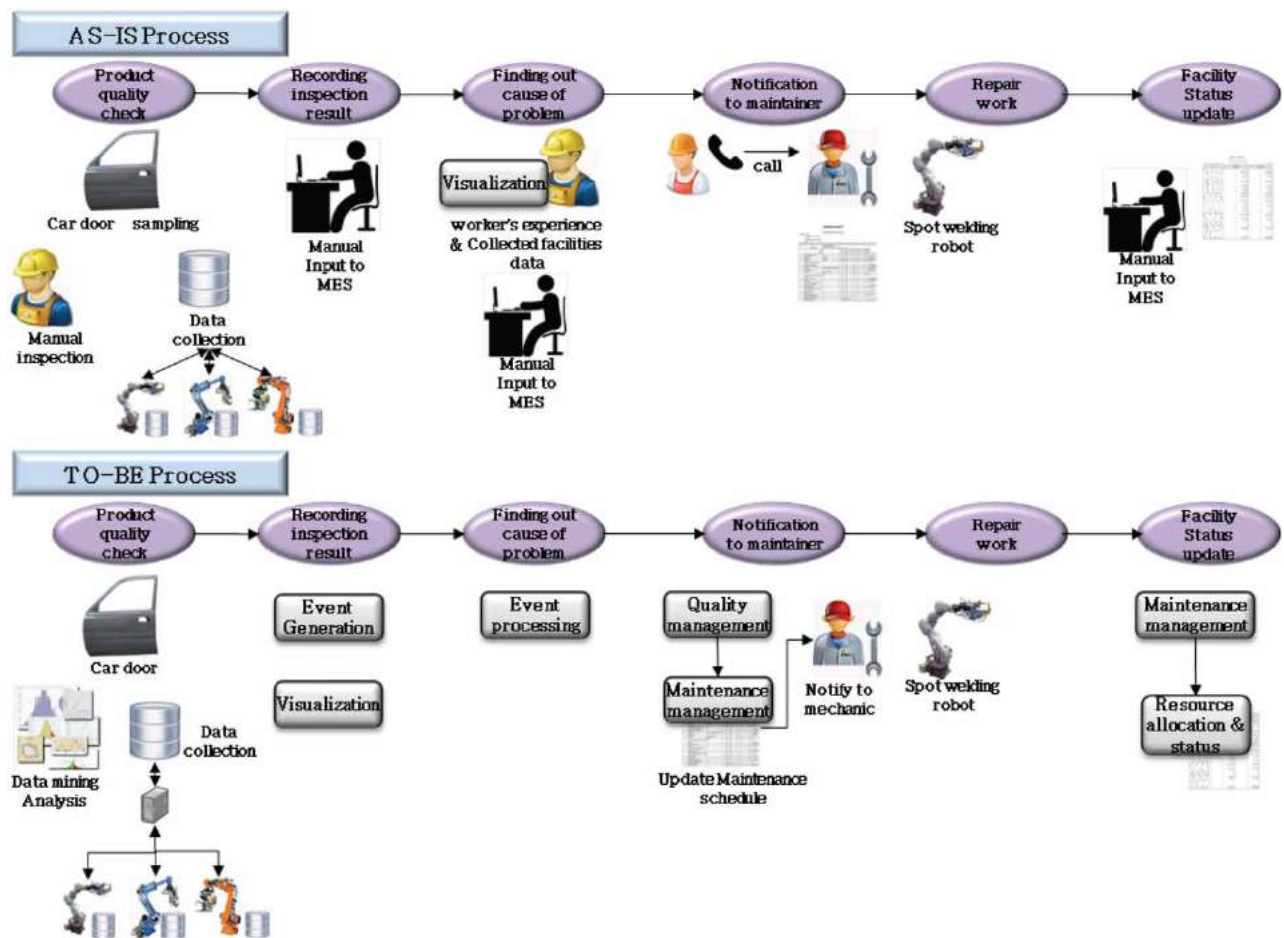 AS-IS Process
Product
quality
check
Recording
inspection
result
Finding out
cause of
problem
Notification
to maintainer
Repair
work
Facility
Status
update
Car door sampling
Manual
inspection
Data
collection
Manual
Input to
MES
Visualization
worker's experience
& Collected facilities
data
Manual
Input to
MES
call
Spot welding
robot
Manual
Input to
MES
TO-BE Process
Product
quality
check
Recording
inspection
result
Finding out
cause of
problem
Notification
to maintainer
Repair
work
Facility
Status
update
Car door
Data mining
Analysis
Data
collection
Event
Generation
Visualization
Event
processing
Quality
management
Maintenance
management
Update Maintenance
schedule
Notify to
mechanic
Spot welding
robot
Maintenance
management
Resource
allocation &
status